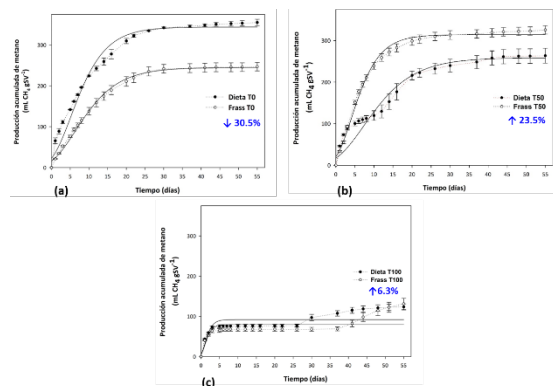 Producción acumulada de metano
(mL CH4 gSV-1)
300
200
100
0
Dieta T0
Frass T0
↓ 30.5%
(a)
0 5 10 15 20 25 30 35 40 45 50 55
Tiempo (días)
Producción acumulada de metano
(mL CH4 gSV-1)
300
200
100
0
Dieta T50
Frass T50
↑ 23.5%
(b)
0 5 10 15 20 25 30 35 40 45 50 55
Tiempo (días)
Producción acumulada de metano
(mL CH4 gSV-1)
300
200
100
0
Dieta T100
Frass T100
↑6.3%
(c)
0 5 10 15 20 25 30 35 40 45 50 55
Tiempo (días)